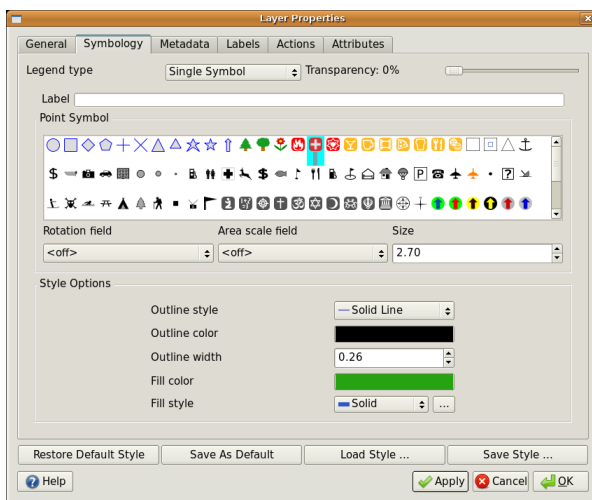 Layer Properties
General Symbology Metadata Labels Actions Attributes
Legend type Single Symbol Transparency: 0%
Label
Point Symbol
Rotation field Area scale field Size
<off> <off> 2.70
Style Options
Outline style Solid Line
Outline color
Outline width 0.26
Fill color
Fill style Solid ...
Restore Default Style Save As Default Load Style ... Save Style ...
Help Apply Cancel OK